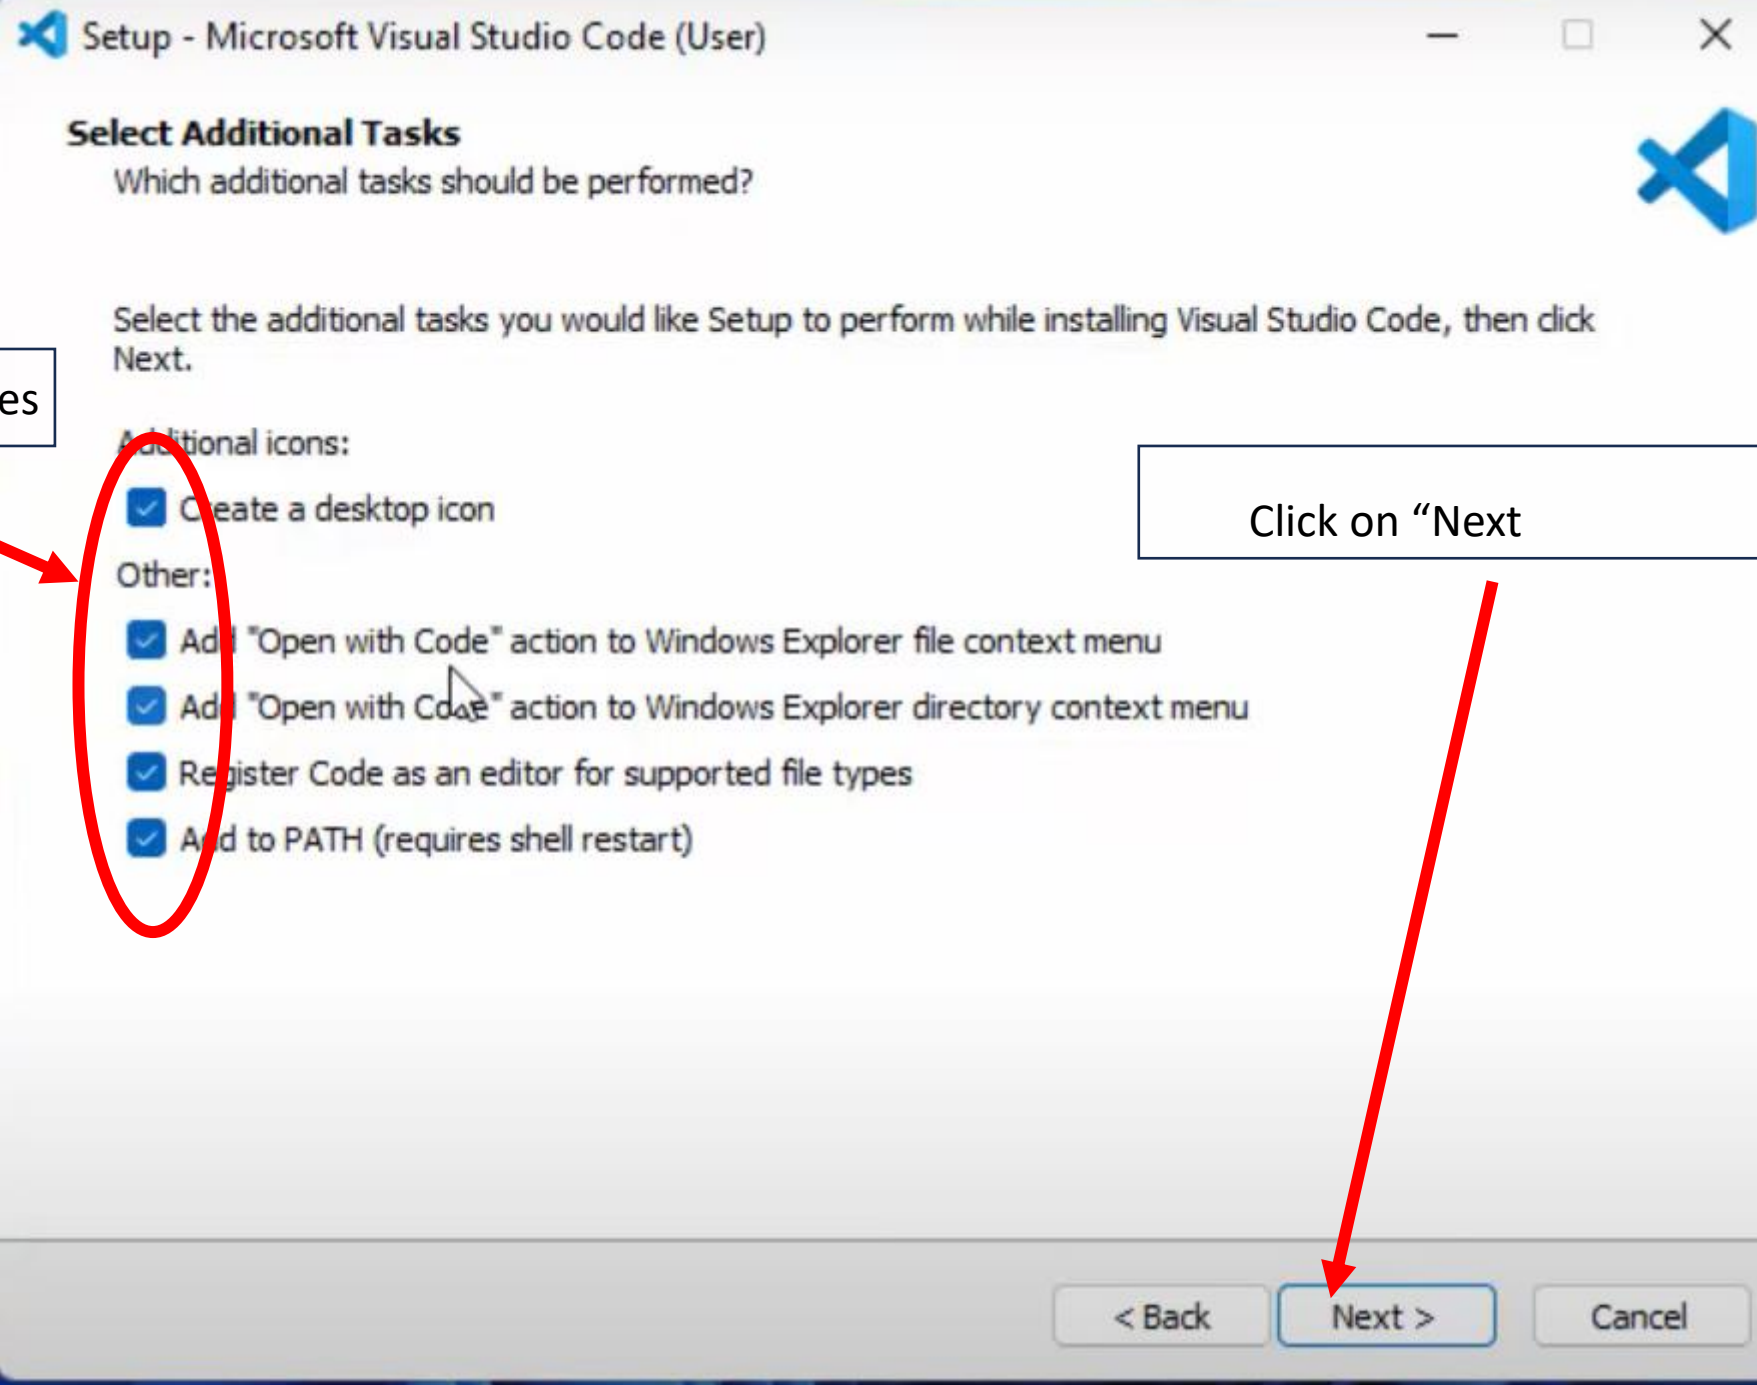 Setup - Microsoft Visual Studio Code (User)
Select Additional Tasks
Which additional tasks should be performed?
Select the additional tasks you would like Setup to perform while installing Visual Studio Code, then click
Next.
es
Additional icons:
Create a desktop icon
Click on “Next
Other:
Add "Open with Code" action to Windows Explorer file context menu
Add "Open with Code" action to Windows Explorer directory context menu
Register Code as an editor for supported file types
Add to PATH (requires shell restart)
< Back
Next >
Cancel